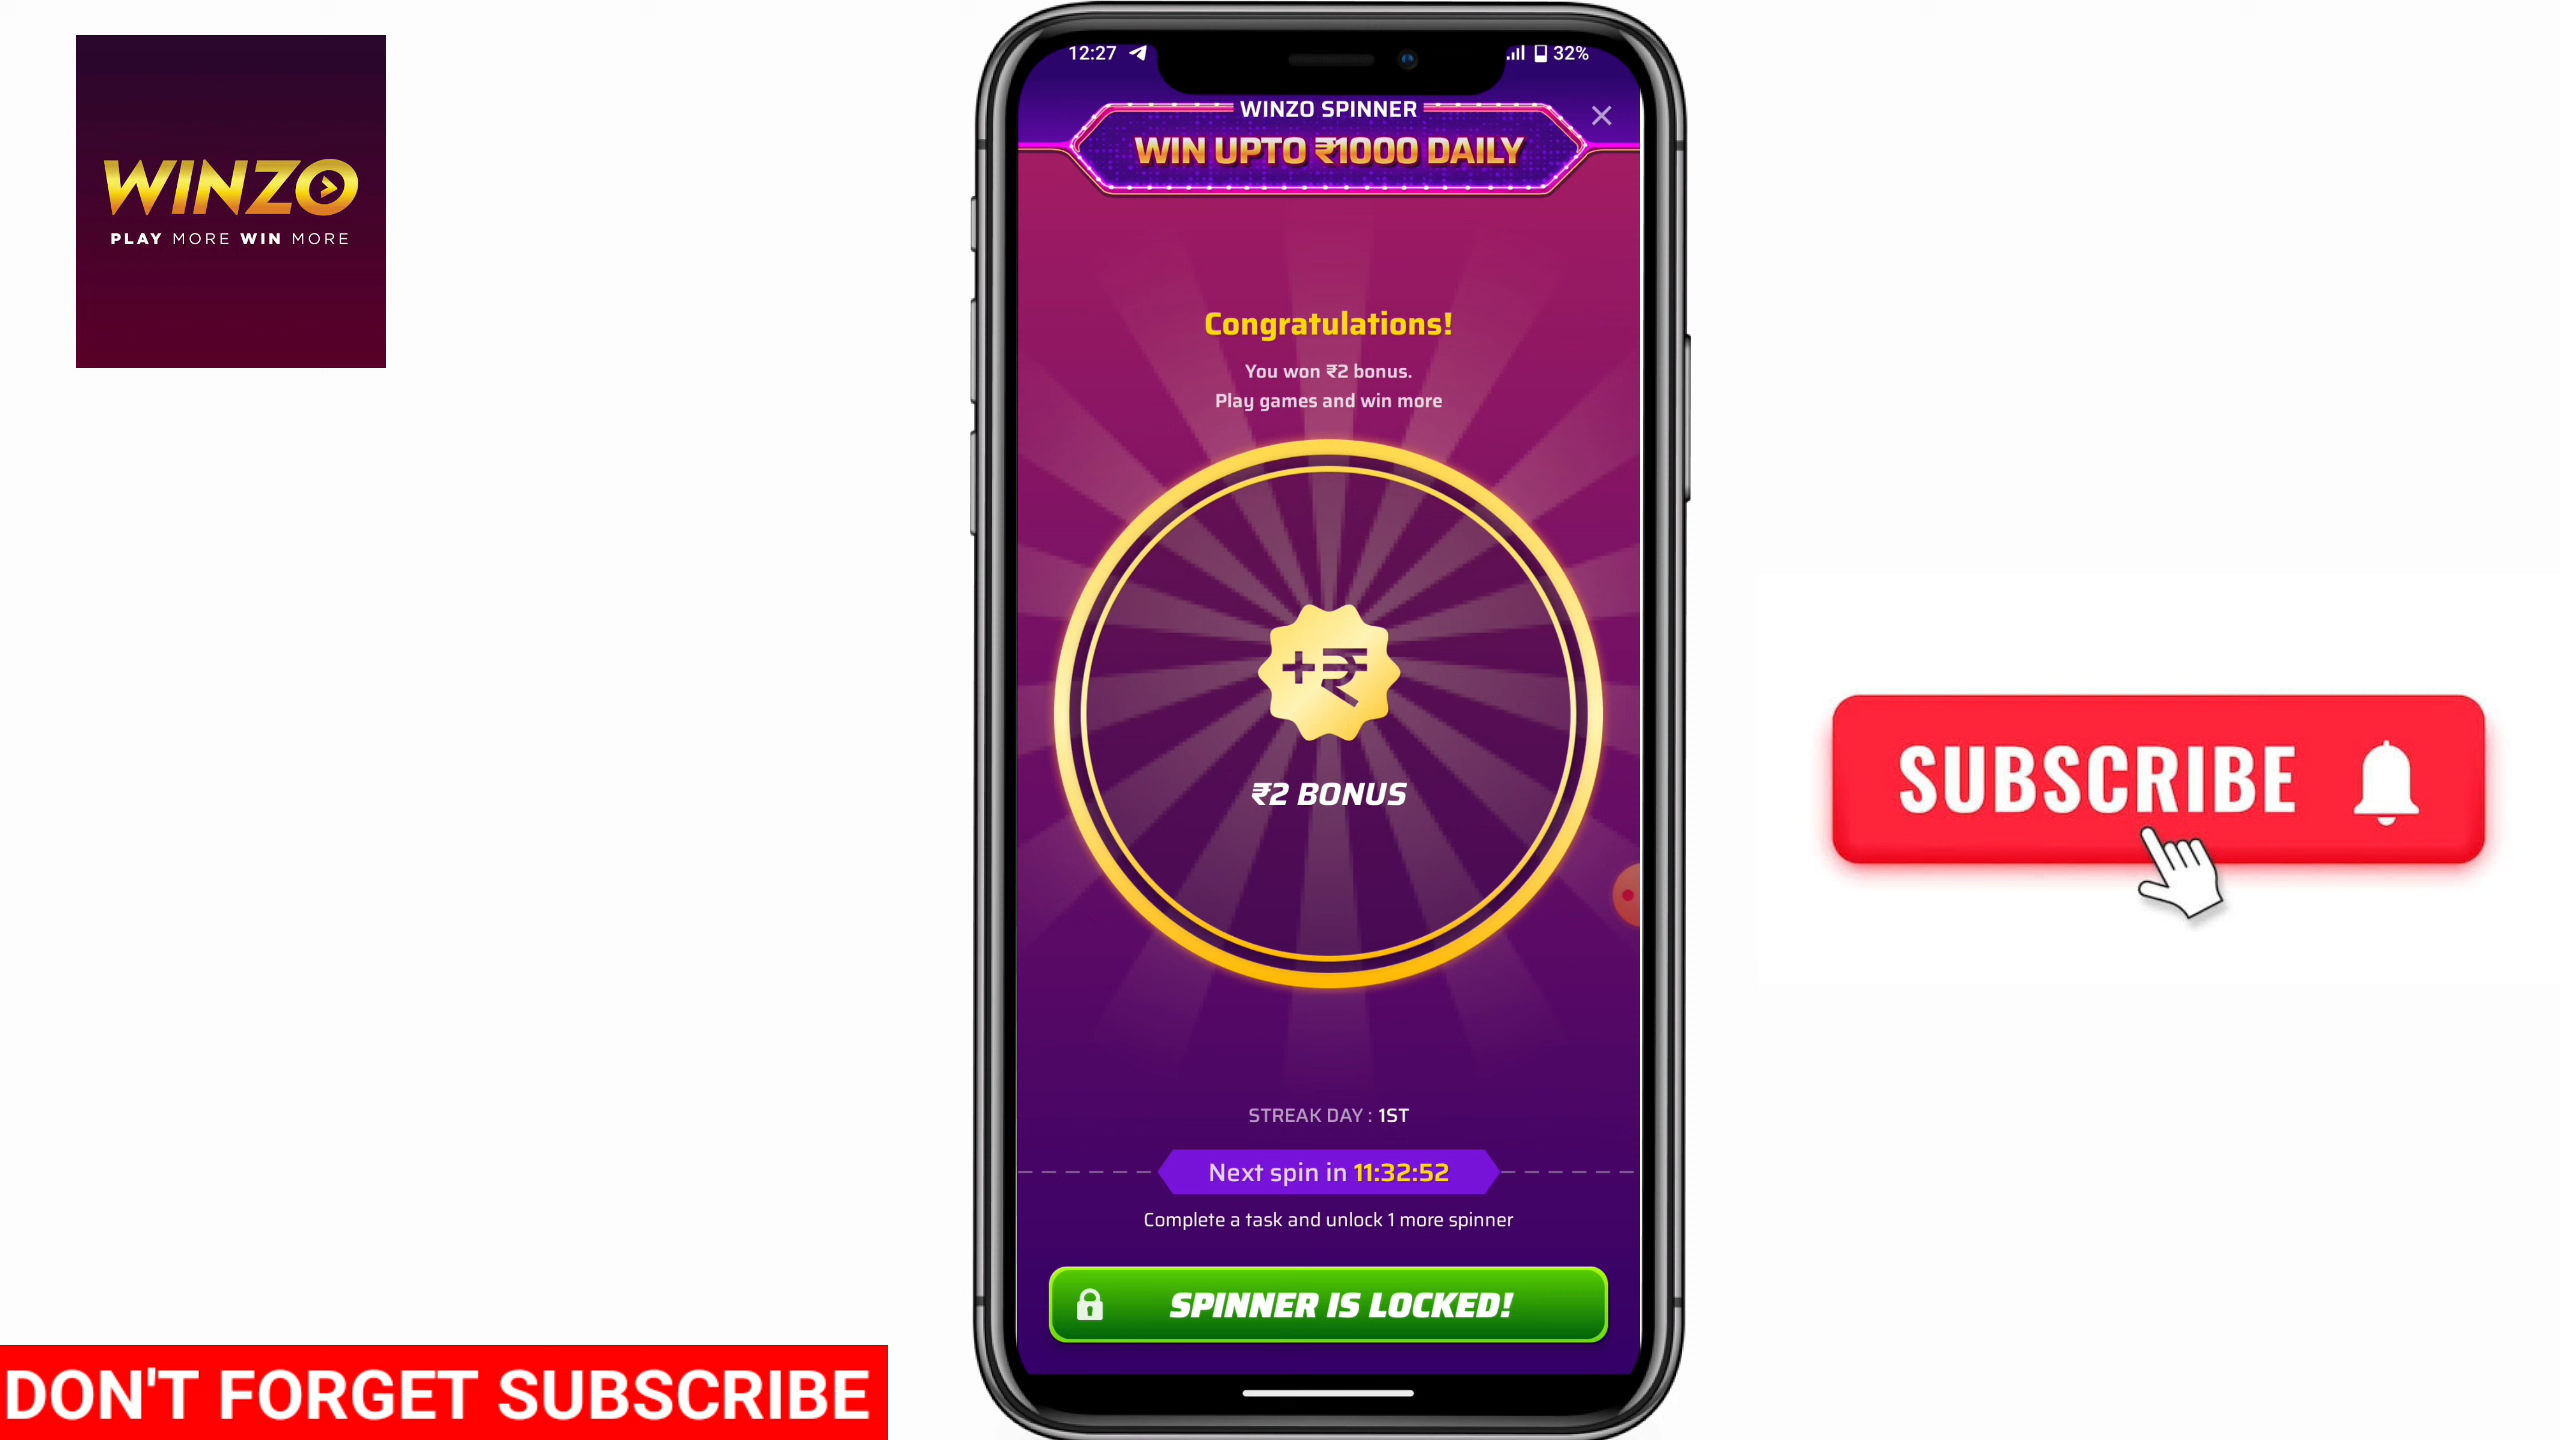 WINZO
PLAY MORE WIN MORE
12:27
32%
WINZO SPINNER
WIN UPTO ₹1000 DAILY
Congratulations!
You won ₹2 bonus.
Play games and win more
+₹
₹2 BONUS
STREAK DAY : 1ST
Next spin in 11:32:52
Complete a task and unlock 1 more spinner
SPINNER IS LOCKED!
SUBSCRIBE
DON'T FORGET SUBSCRIBE